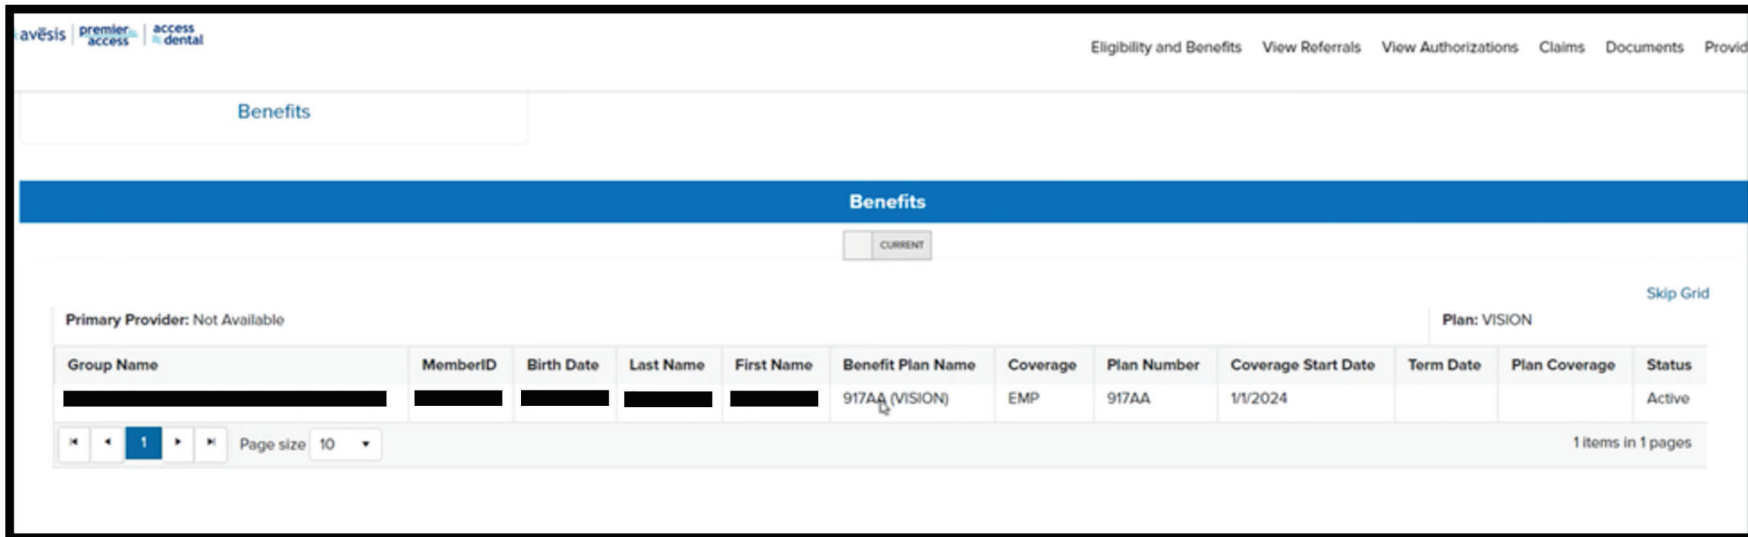 avēsis premier access access dental
Eligibility and Benefits View Referrals View Authorizations Claims Documents Provid
Benefits
Benefits
CURRENT
Skip Grid
Primary Provider: Not Available Plan: VISION
Group Name MemberID Birth Date Last Name First Name Benefit Plan Name Coverage Plan Number Coverage Start Date Term Date Plan Coverage Status
917AA (VISION) EMP 917AA 1/1/2024 Active
1 Page size 10 1 items in 1 pages